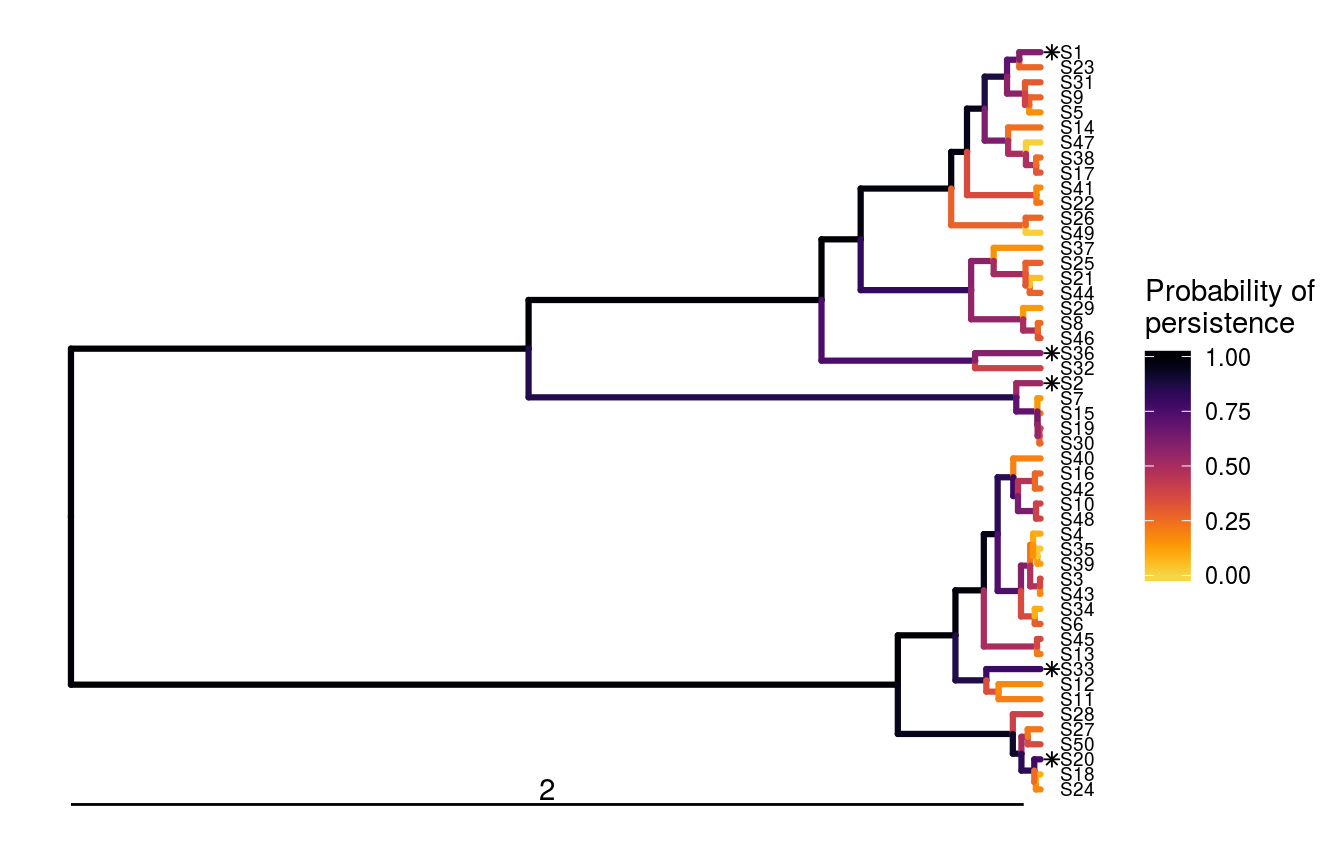 ✳S1
S23
S31
S9
S5
S14
S47
S38
S17
S41
S22
S26
S49
S37
S25
S21
S44
S29
S8
S46
✳S36
S32
✳S2
S7
S15
S19
S30
S40
S16
S42
S10
S48
S4
S35
S39
S3
S43
S34
S6
S45
S13
✳S33
S12
S11
S28
S27
S50
✳S20
S18
S24
2
Probability of
persistence
1.00
0.75
0.50
0.25
0.00